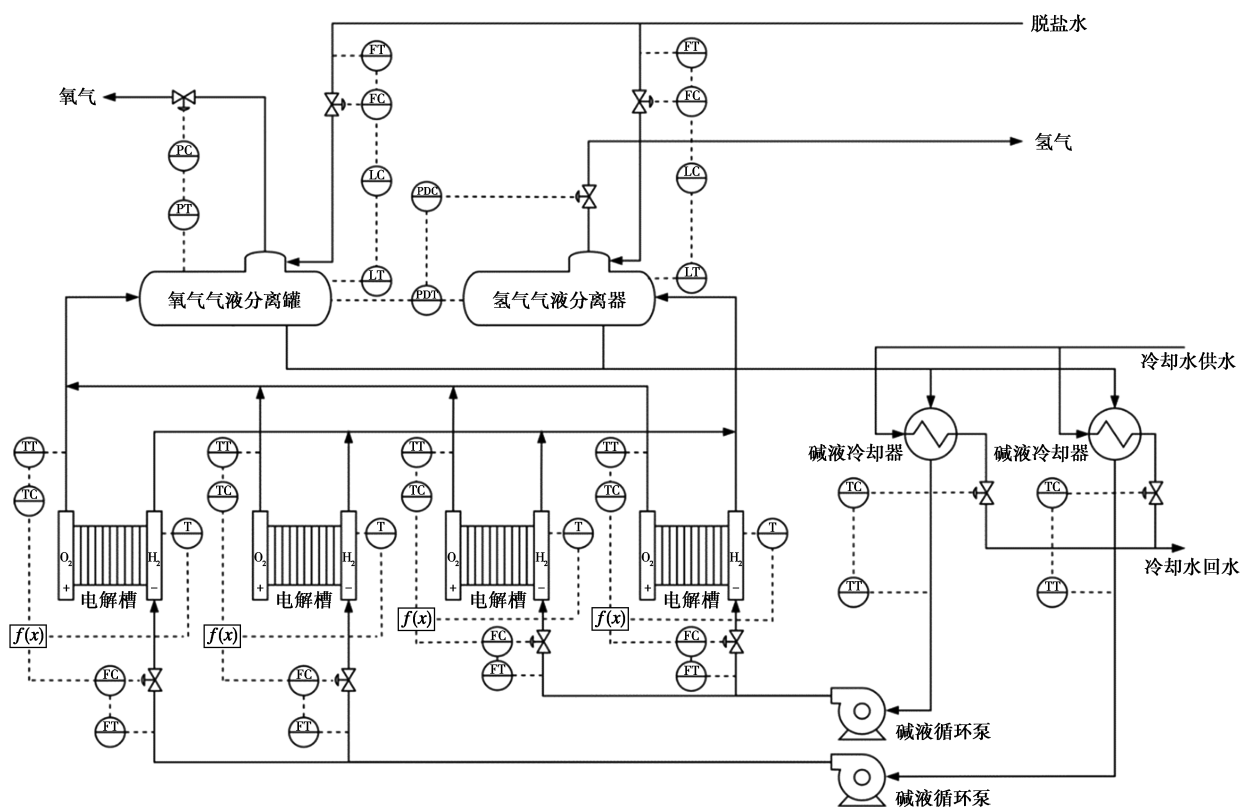 脱盐水
FT
FT
氧气
FC
FC
氢气
PC
LC
LC
PDC
PT
LT
LT
氧气气液分离罐
PDT
氢气气液分离器
冷却水供水
TT
TT
TT
TT
碱液冷却器
碱液冷却器
TC
TC
TC
TC
TC
TC
T
T
T
T
O2
H2
O2
H2
O2
H2
O2
H2
+
−
+
−
+
−
+
−
冷却水回水
电解槽
电解槽
电解槽
电解槽
TT
TT
f(x)
f(x)
f(x)
f(x)
FC
FC
FT
FT
FC
FC
FT
FT
碱液循环泵
碱液循环泵